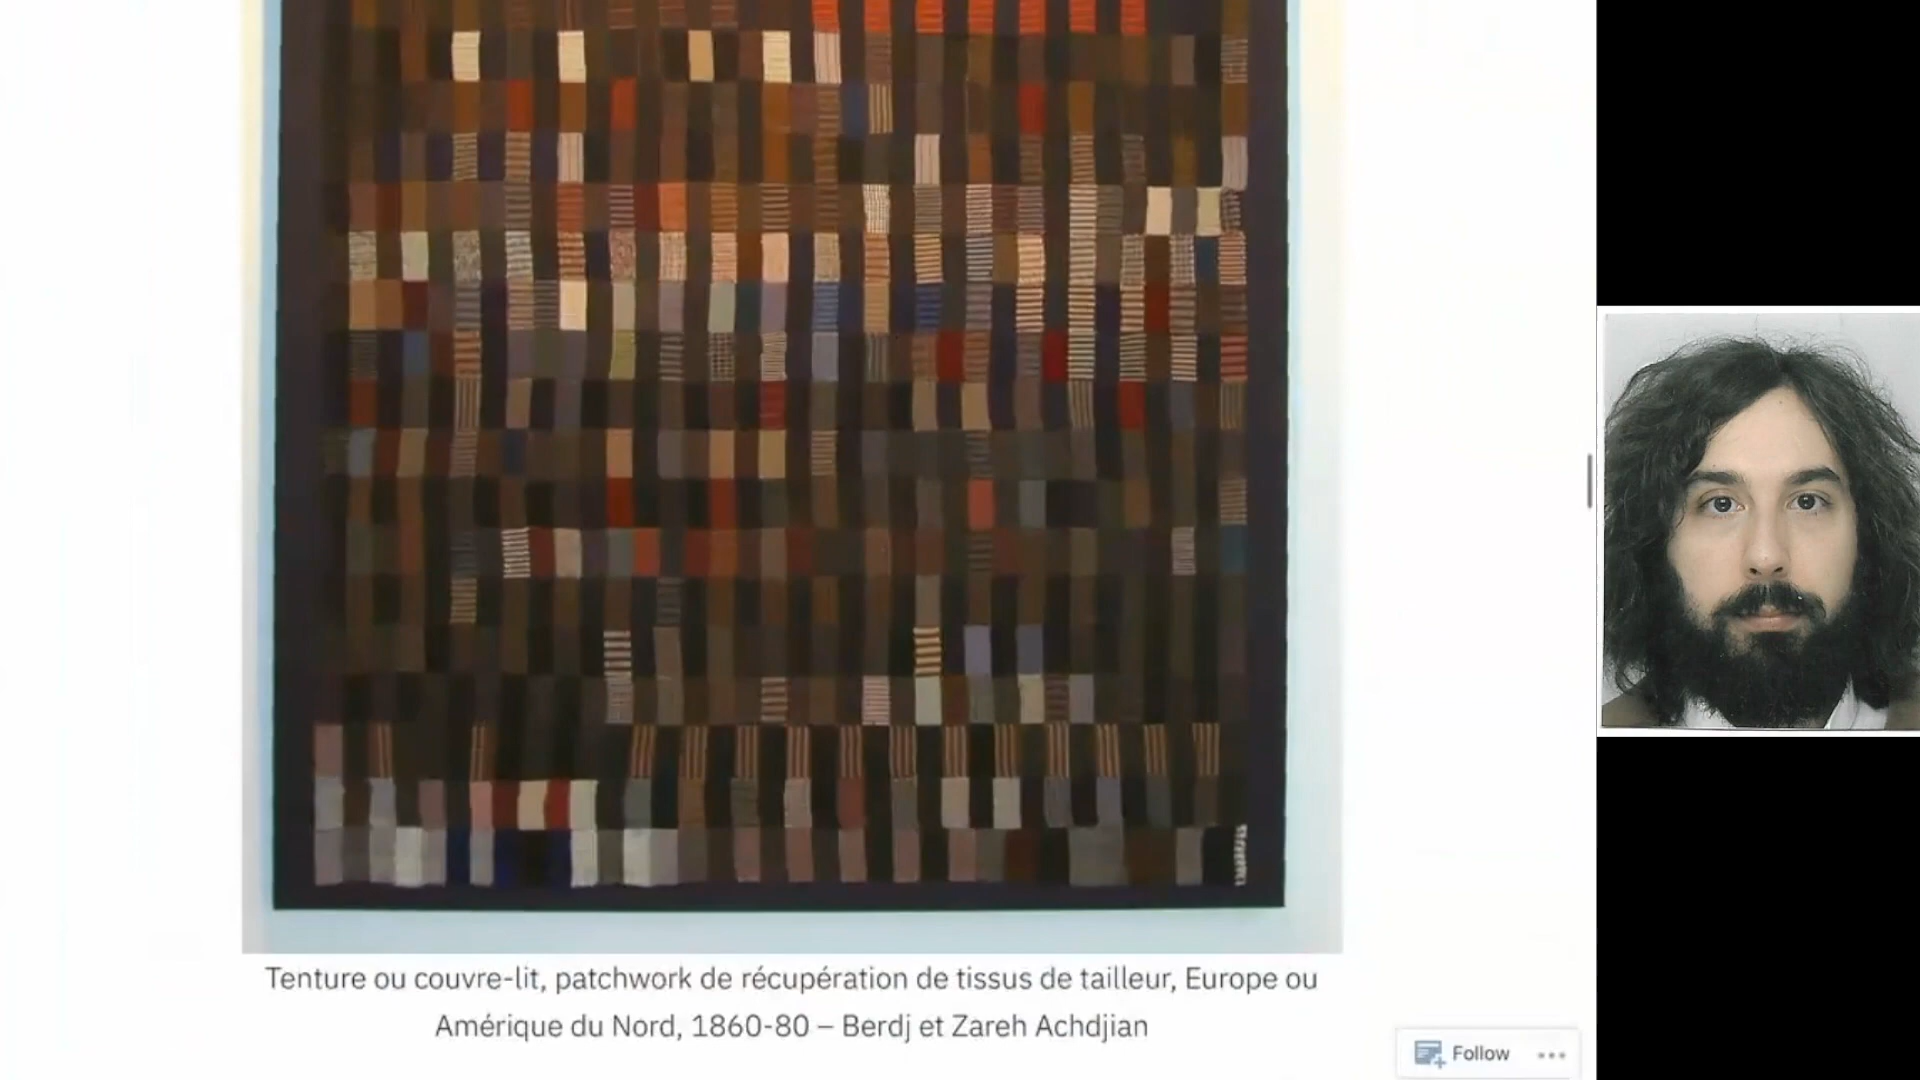 Tenture ou couvre-lit, patchwork de récupération de tissus de tailleur, Europe ou
Amérique du Nord, 1860-80 – Berdj et Zareh Achdjian
Follow